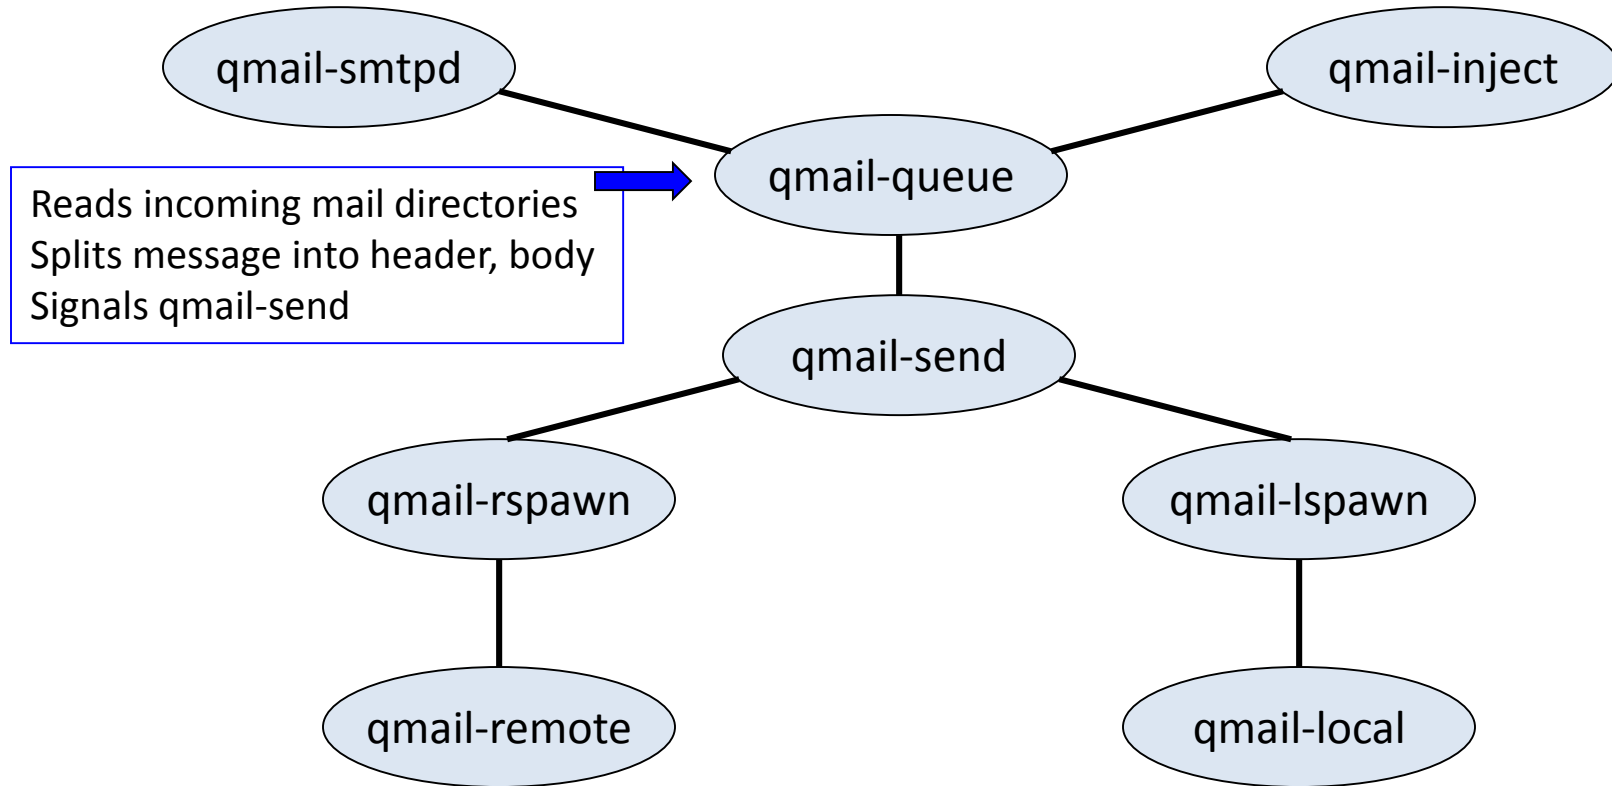 qmail-smtpd
qmail-inject
qmail-queue
Reads incoming mail directories
Splits message into header, body
Signals qmail-send
qmail-send
qmail-rspawn
qmail-lspawn
qmail-remote
qmail-local